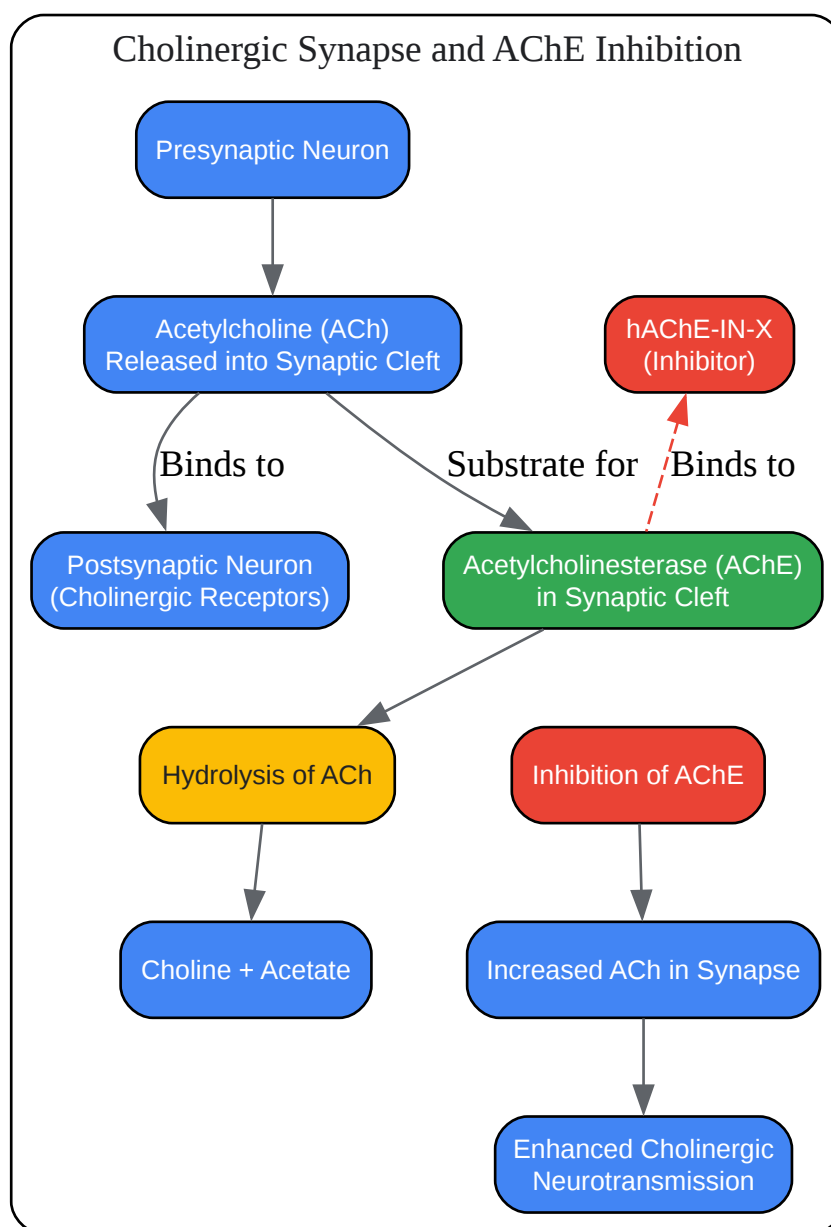 Cholinergic Synapse and AChE Inhibition
Presynaptic Neuron
Acetylcholine (ACh)
Released into Synaptic Cleft
hAChE-IN-X
(Inhibitor)
Binds to
Substrate for
Binds to
Postsynaptic Neuron
(Cholinergic Receptors)
Acetylcholinesterase (AChE)
in Synaptic Cleft
Hydrolysis of ACh
Inhibition of AChE
Choline + Acetate
Increased ACh in Synapse
Enhanced Cholinergic
Neurotransmission